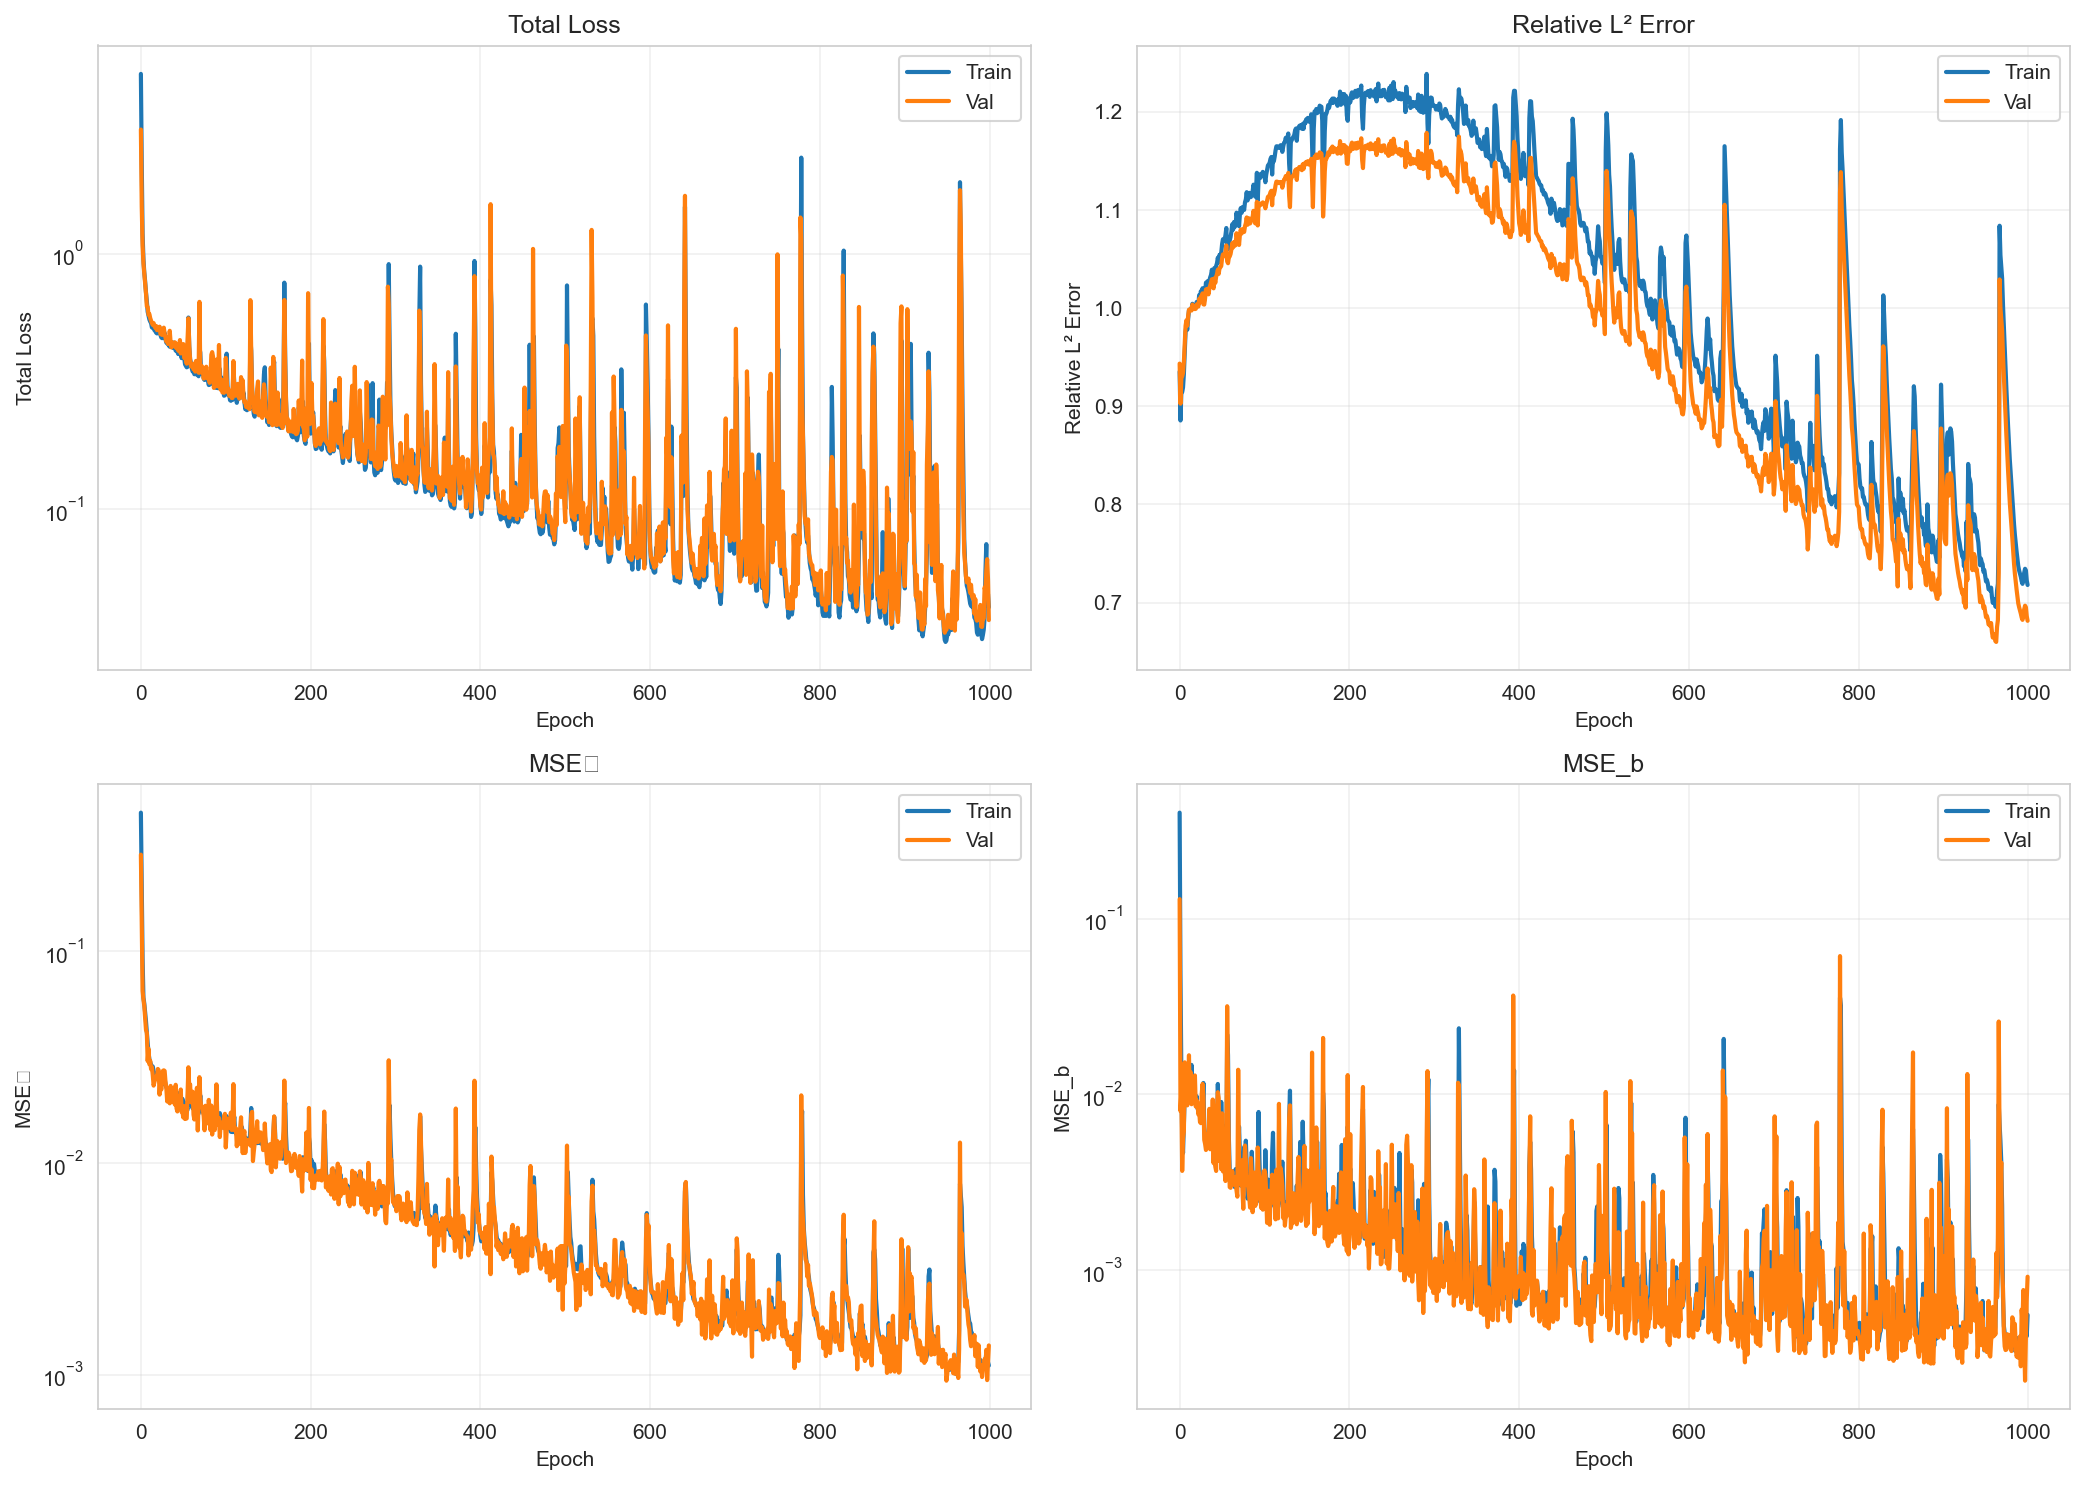 Total Loss
Train
Val
Total Loss
10⁰
10⁻¹
0 200 400 600 800 1000
Epoch
Relative L² Error
Train
Val
Relative L² Error
1.2
1.1
1.0
0.9
0.8
0.7
0 200 400 600 800 1000
Epoch
MSE□
Train
Val
MSE□
10⁻¹
10⁻²
10⁻³
0 200 400 600 800 1000
Epoch
MSE_b
Train
Val
MSE_b
10⁻¹
10⁻²
10⁻³
0 200 400 600 800 1000
Epoch